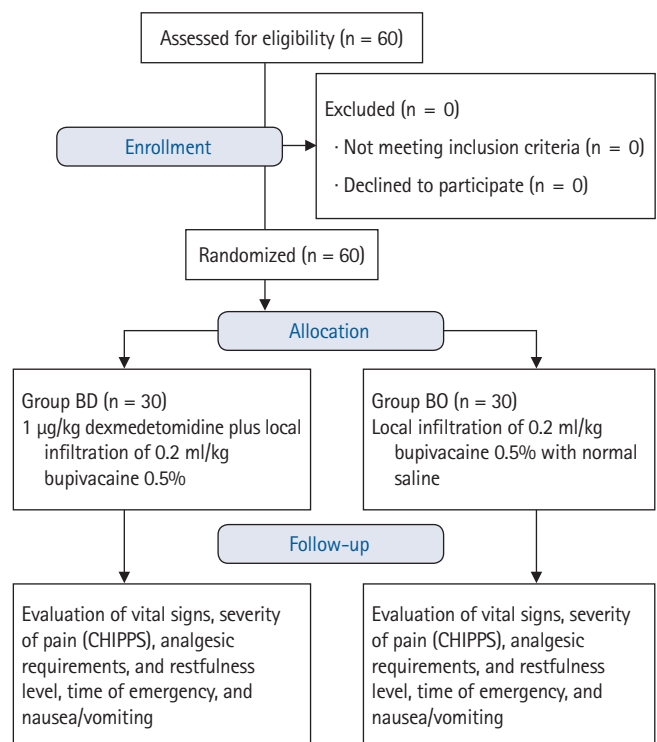 Assessed for eligibility (n = 60)
Excluded (n = 0)
· Not meeting inclusion criteria (n = 0)
· Declined to participate (n = 0)
Enrollment
Randomized (n = 60)
Allocation
Group BD (n = 30)
1 μg/kg dexmedetomidine plus local
infiltration of 0.2 ml/kg
bupivacaine 0.5%
Group BO (n = 30)
Local infiltration of 0.2 ml/kg
bupivacaine 0.5% with normal
saline
Follow-up
Evaluation of vital signs, severity
of pain (CHIPPS), analgesic
requirements, and restfulness
level, time of emergency, and
nausea/vomiting
Evaluation of vital signs, severity
of pain (CHIPPS), analgesic
requirements, and restfulness
level, time of emergency, and
nausea/vomiting